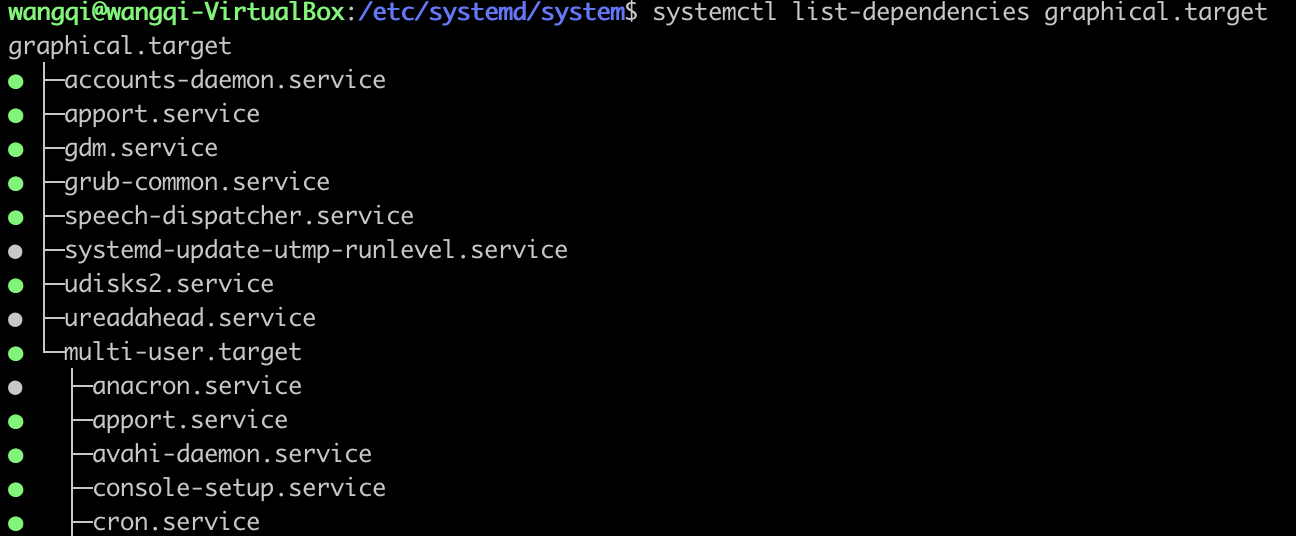 wangqi@wangqi-VirtualBox:/etc/systemd/system$ systemctl list-dependencies graphical.target
graphical.target
● ├─accounts-daemon.service
● ├─apport.service
● ├─gdm.service
● ├─grub-common.service
● ├─speech-dispatcher.service
● ├─systemd-update-utmp-runlevel.service
● ├─udisks2.service
● ├─ureadahead.service
● └─multi-user.target
●   ├─anacron.service
●   ├─apport.service
●   ├─avahi-daemon.service
●   ├─console-setup.service
●   ├─cron.service